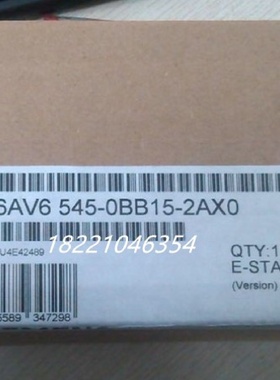 6AV6 545-0BB15-2AX0
18221046354
U4E42489
QTY:1
E-STA
(Version)
5589 347298